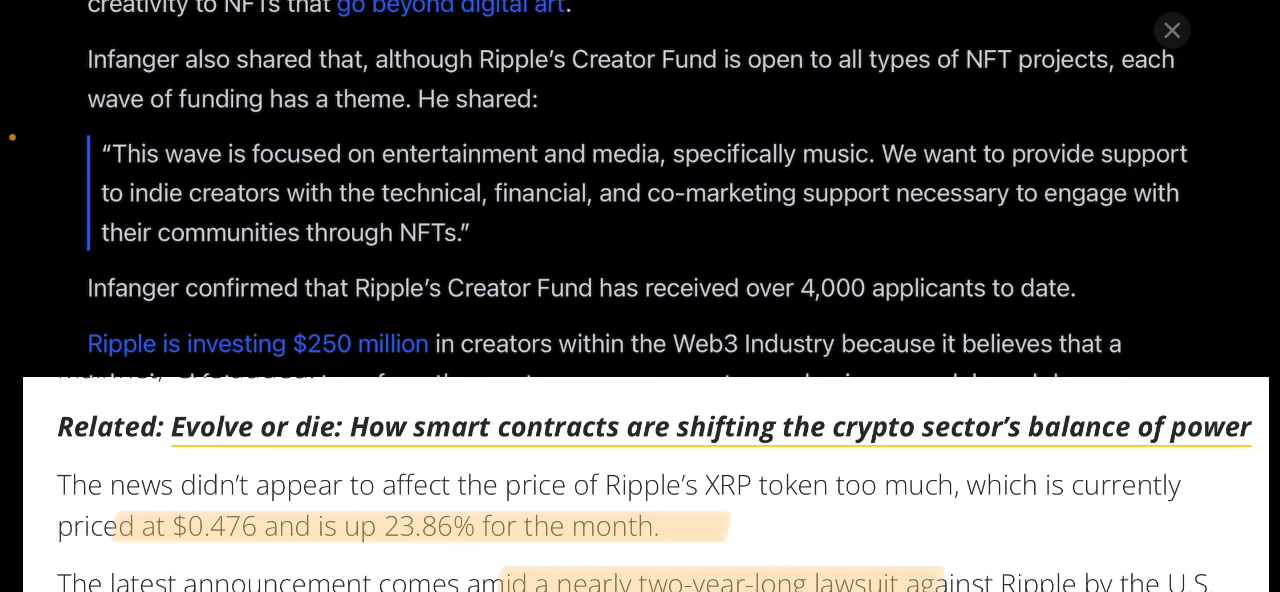 creativity to NFTs that go beyond digital art.
Infanger also shared that, although Ripple’s Creator Fund is open to all types of NFT projects, each
wave of funding has a theme. He shared:
“This wave is focused on entertainment and media, specifically music. We want to provide support
to indie creators with the technical, financial, and co-marketing support necessary to engage with
their communities through NFTs.”
Infanger confirmed that Ripple’s Creator Fund has received over 4,000 applicants to date.
Ripple is investing $250 million in creators within the Web3 Industry because it believes that a
Related: Evolve or die: How smart contracts are shifting the crypto sector’s balance of power
The news didn’t appear to affect the price of Ripple’s XRP token too much, which is currently
priced at $0.476 and is up 23.86% for the month.
The latest announcement comes amid a nearly two-year-long lawsuit against Ripple by the U.S.